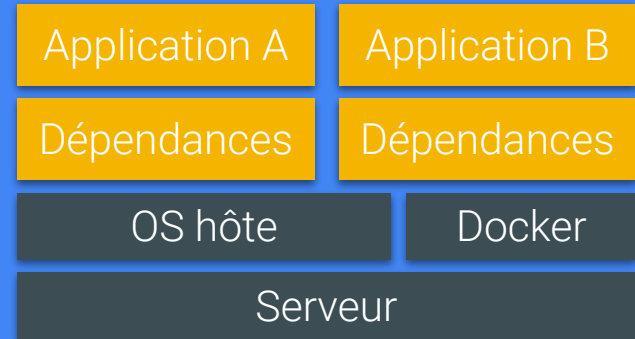 Application A
Application B
Dépendances
Dépendances
OS hôte
Docker
Serveur